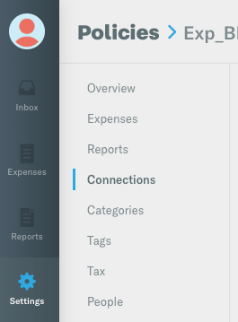 Policies > Exp_B
Inbox
Expenses
Reports
Settings
Overview
Expenses
Reports
Connections
Categories
Tags
Tax
People